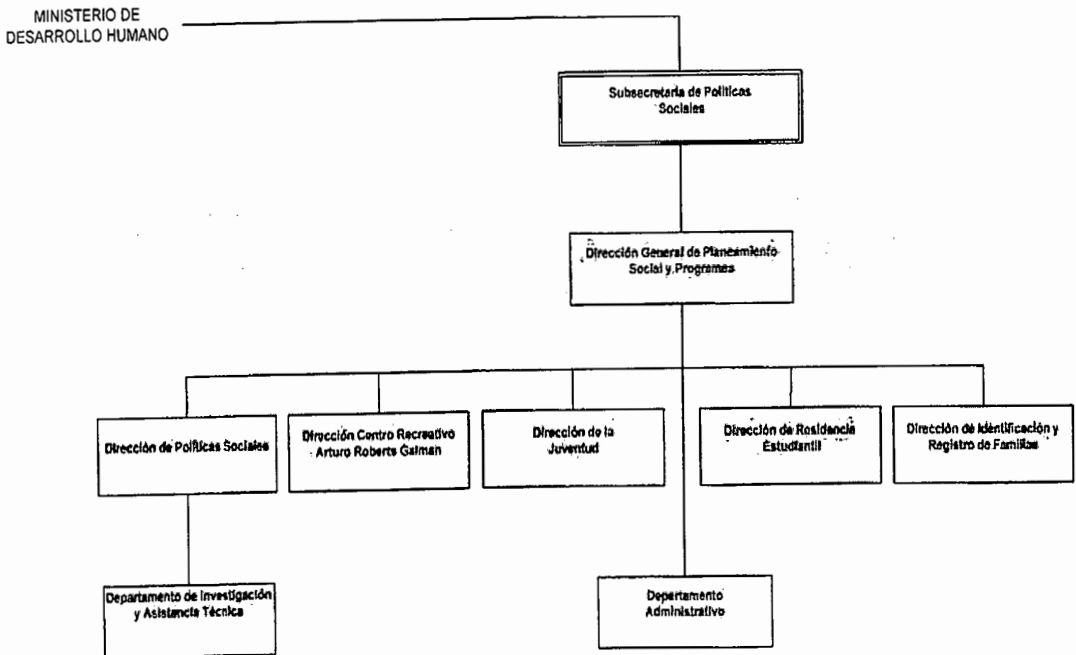 MINISTERIO DE
DESARROLLO HUMANO
Subsecretaría de Políticas
Sociales
Dirección General de Planeamiento
Social y Programas
Dirección de Políticas Sociales
Dirección Centro Recreativo
Arturo Roberts Galman
Dirección de la
Juventud
Dirección de Residencia
Estudiantil
Dirección de Identificación y
Registro de Familias
Departamento de Investigación
y Asistencia Técnica
Departamento
Administrativo